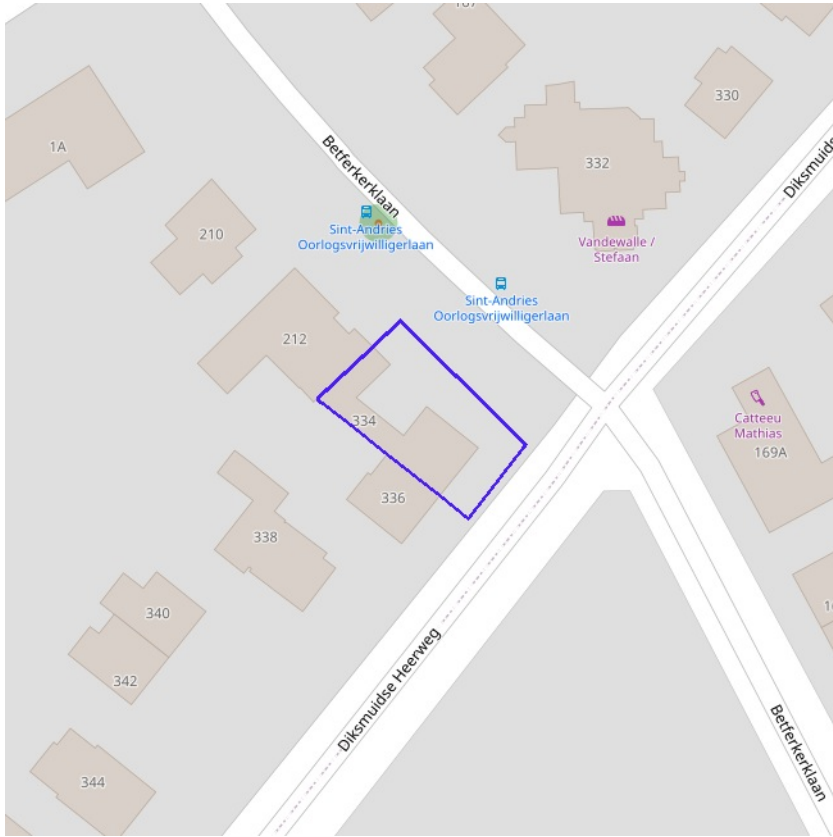 330
1A
Betferkerklaan
332
Diksmuidse
210
Sint-Andries
Oorlogsvrijwilligerlaan
Vandewalle /
Stefaan
Sint-Andries
Oorlogsvrijwilligerlaan
212
334
Catteeu
Mathias
169A
336
338
340
342
Diksmuidse Heerweg
Betferkerklaan
344